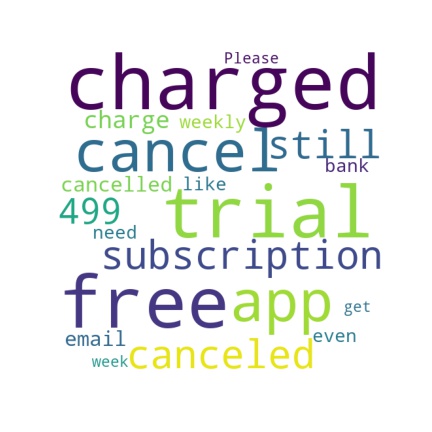 Please
charged
charge weekly
cancel still
bank
cancelled like
499 trial
need
subscription
free app
get
email even
week canceled